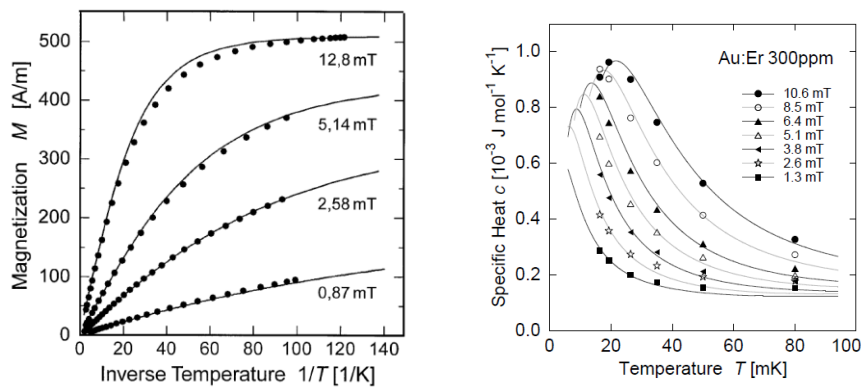 Magnetization M [A/m]
500
400
300
200
100
0
12,8 mT
5,14 mT
2,58 mT
0,87 mT
0 20 40 60 80 100 120 140
Inverse Temperature 1/T [1/K]
Specific Heat c [10⁻³ J mol⁻¹ K⁻¹]
1.0
0.8
0.6
0.4
0.2
0.0
Au:Er 300ppm
10.6 mT
8.5 mT
6.4 mT
5.1 mT
3.8 mT
2.6 mT
1.3 mT
0 20 40 60 80 100
Temperature T [mK]